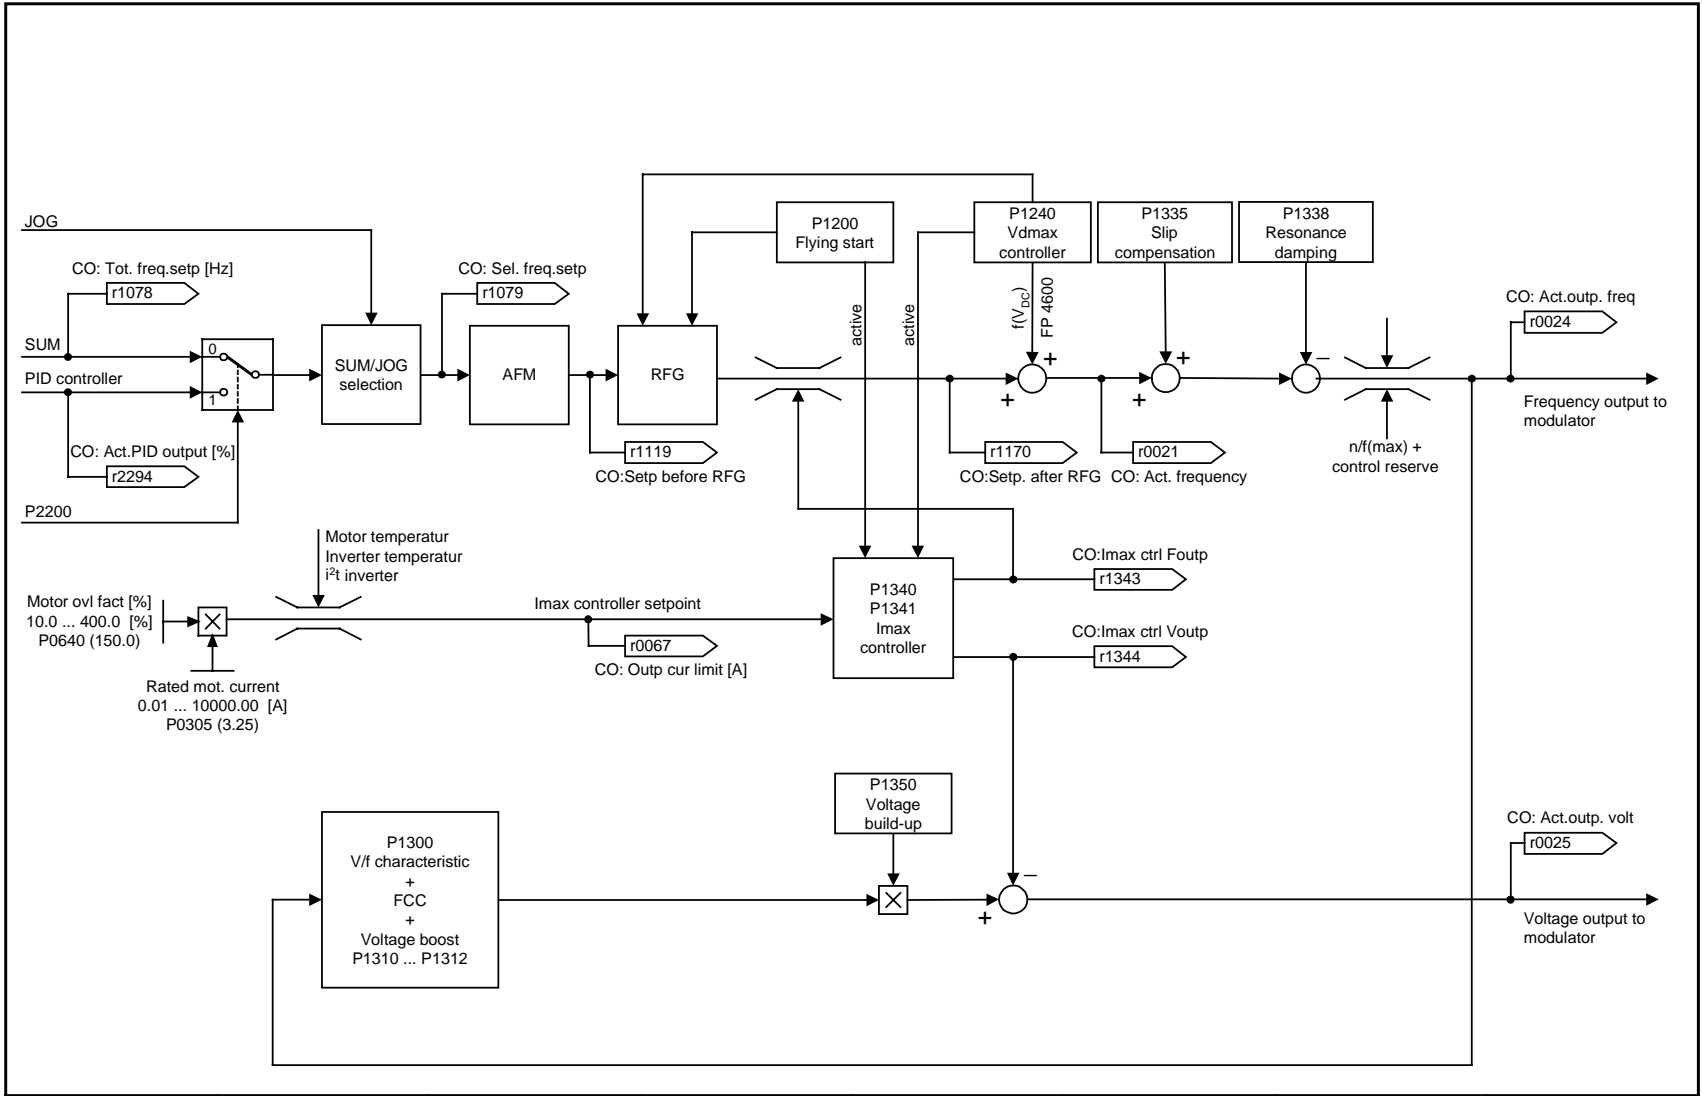 JOG
CO: Tot. freq.setp [Hz]
r1078
SUM
PID controller
0
1
CO: Act.PID output [%]
r2294
P2200
SUM/JOG
selection
CO: Sel. freq.setp
r1079
AFM
r1119
CO:Setp before RFG
RFG
P1200
Flying start
active
active
P1240
Vdmax
controller
f(VDC)
FP 4600
+
+
P1335
Slip
compensation
+
+
P1338
Resonance
damping
–
r1170
CO:Setp. after RFG
r0021
CO: Act. frequency
n/f(max) +
control reserve
CO: Act.outp. freq
r0024
Frequency output to
modulator
Motor temperatur
Inverter temperatur
i²t inverter
Motor ovl fact [%]
10.0 ... 400.0 [%]
P0640 (150.0)
Rated mot. current
0.01 ... 10000.00 [A]
P0305 (3.25)
Imax controller setpoint
r0067
CO: Outp cur limit [A]
P1340
P1341
Imax
controller
CO:Imax ctrl Foutp
r1343
CO:Imax ctrl Voutp
r1344
P1300
V/f characteristic
+
FCC
+
Voltage boost
P1310 ... P1312
P1350
Voltage
build-up
+
–
CO: Act.outp. volt
r0025
Voltage output to
modulator